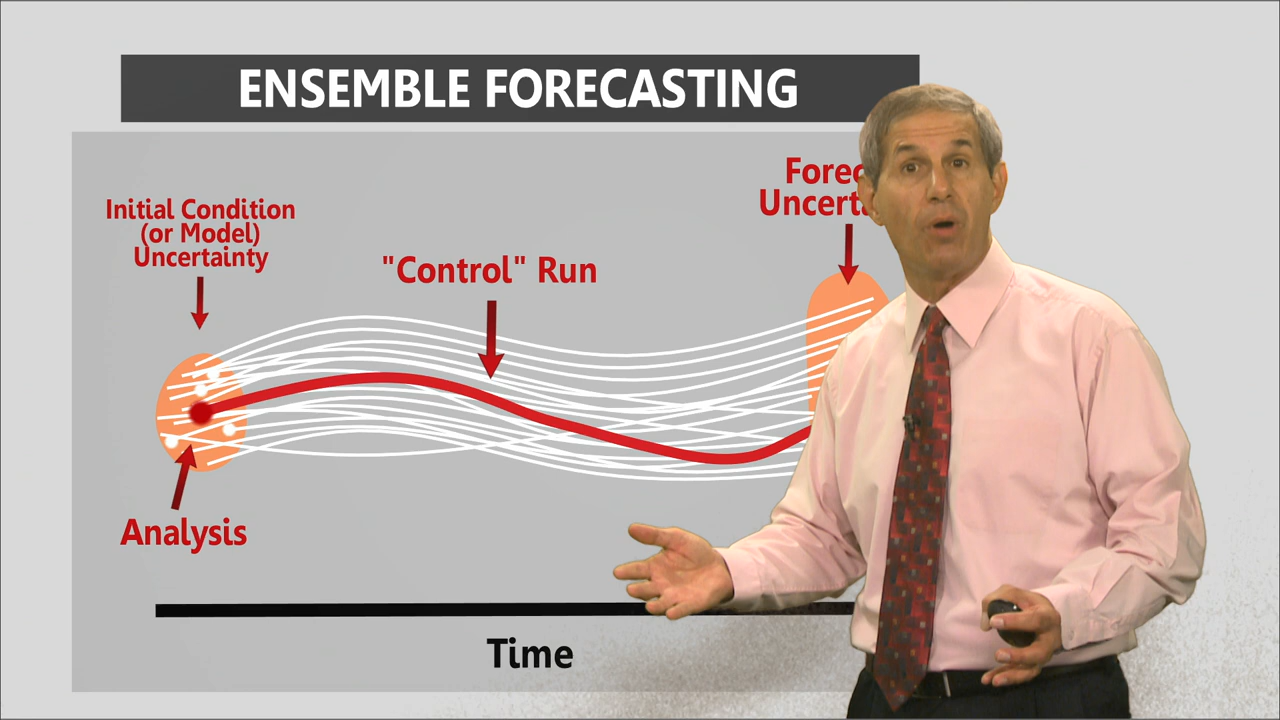 ENSEMBLE FORECASTING
Initial Condition
(or Model)
Uncertainty
"Control" Run
Analysis
Time